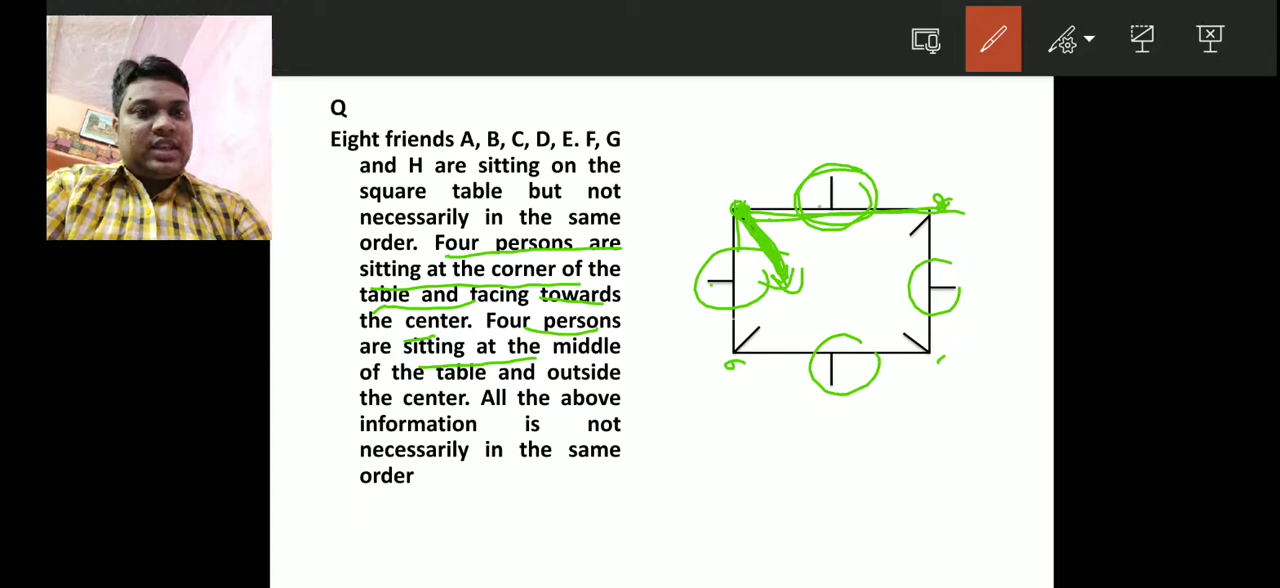 Q
Eight friends A, B, C, D, E. F, G
and H are sitting on the
square table but not
necessarily in the same
order. Four persons are
sitting at the corner of the
table and facing towards
the center. Four persons
are sitting at the middle
of the table and outside
the center. All the above
information is not
necessarily in the same
order